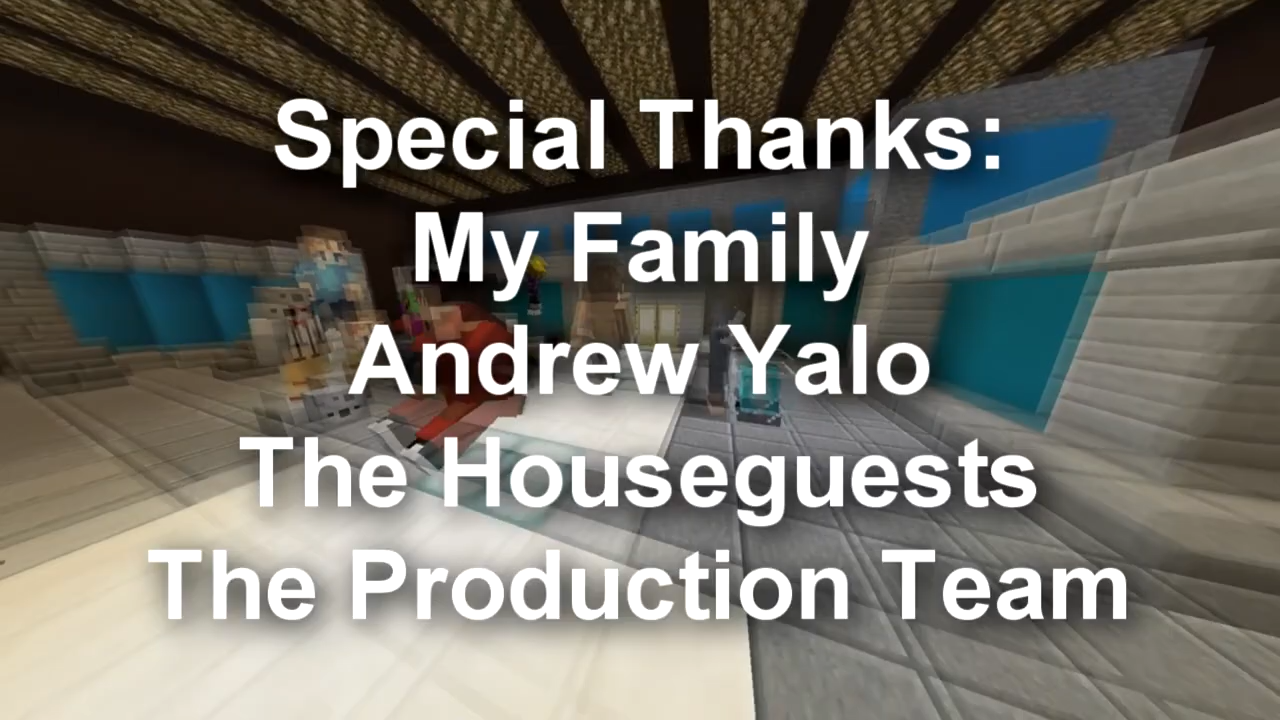 Special Thanks:
My Family
Andrew Yalo
The Houseguests
The Production Team